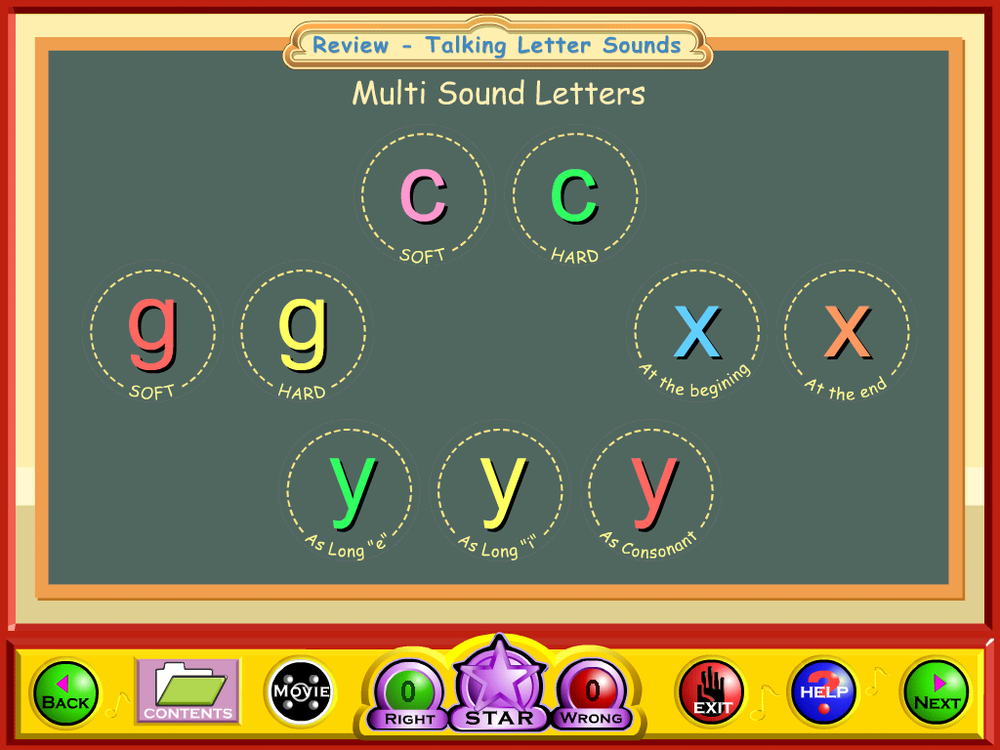 Review - Talking Letter Sounds
Multi Sound Letters
c c
SOFT HARD
g g x x
SOFT HARD At the begining At the end
y y y
As Long "e" As Long "i" As Consonant
BACK CONTENTS MOVIE 0 RIGHT STAR 0 WRONG EXIT ? HELP NEXT